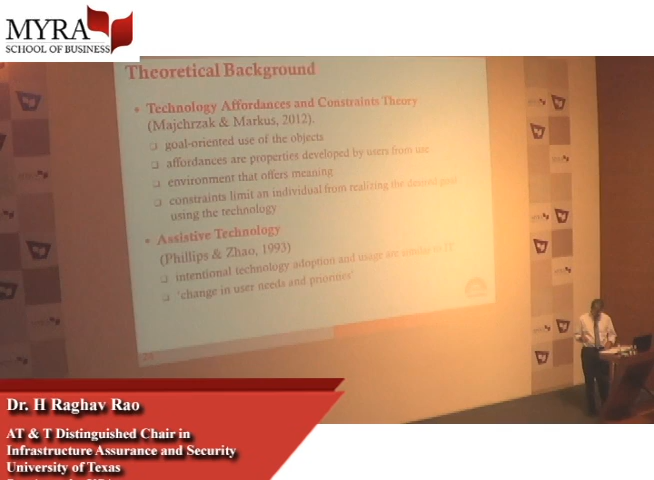 MYRA
SCHOOL OF BUSINESS
Theoretical Background
• Technology Affordances and Constraints Theory
(Majchrzak & Markus, 2012).
❑ goal-oriented use of the objects
❑ affordances are properties developed by users from use
❑ environment that offers meaning
❑ constraints limit an individual from realizing the desired goal
using the technology
• Assistive Technology
(Phillips & Zhao, 1993)
❑ intentional technology adoption and usage are similar to IT
❑ 'change in user needs and priorities'
Dr. H Raghav Rao
AT & T Distinguished Chair in
Infrastructure Assurance and Security
University of Texas